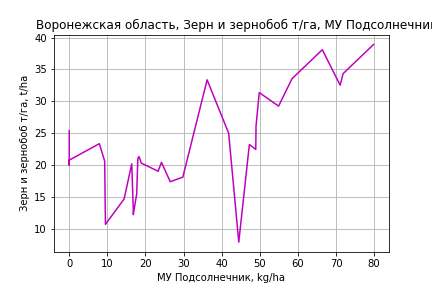 Воронежская область, Зерн и зернобоб т/га, МУ Подсолнечни
40
35
30
25
20
15
10
Зерн и зернобоб т/га, t/ha
0 10 20 30 40 50 60 70 80
МУ Подсолнечник, kg/ha